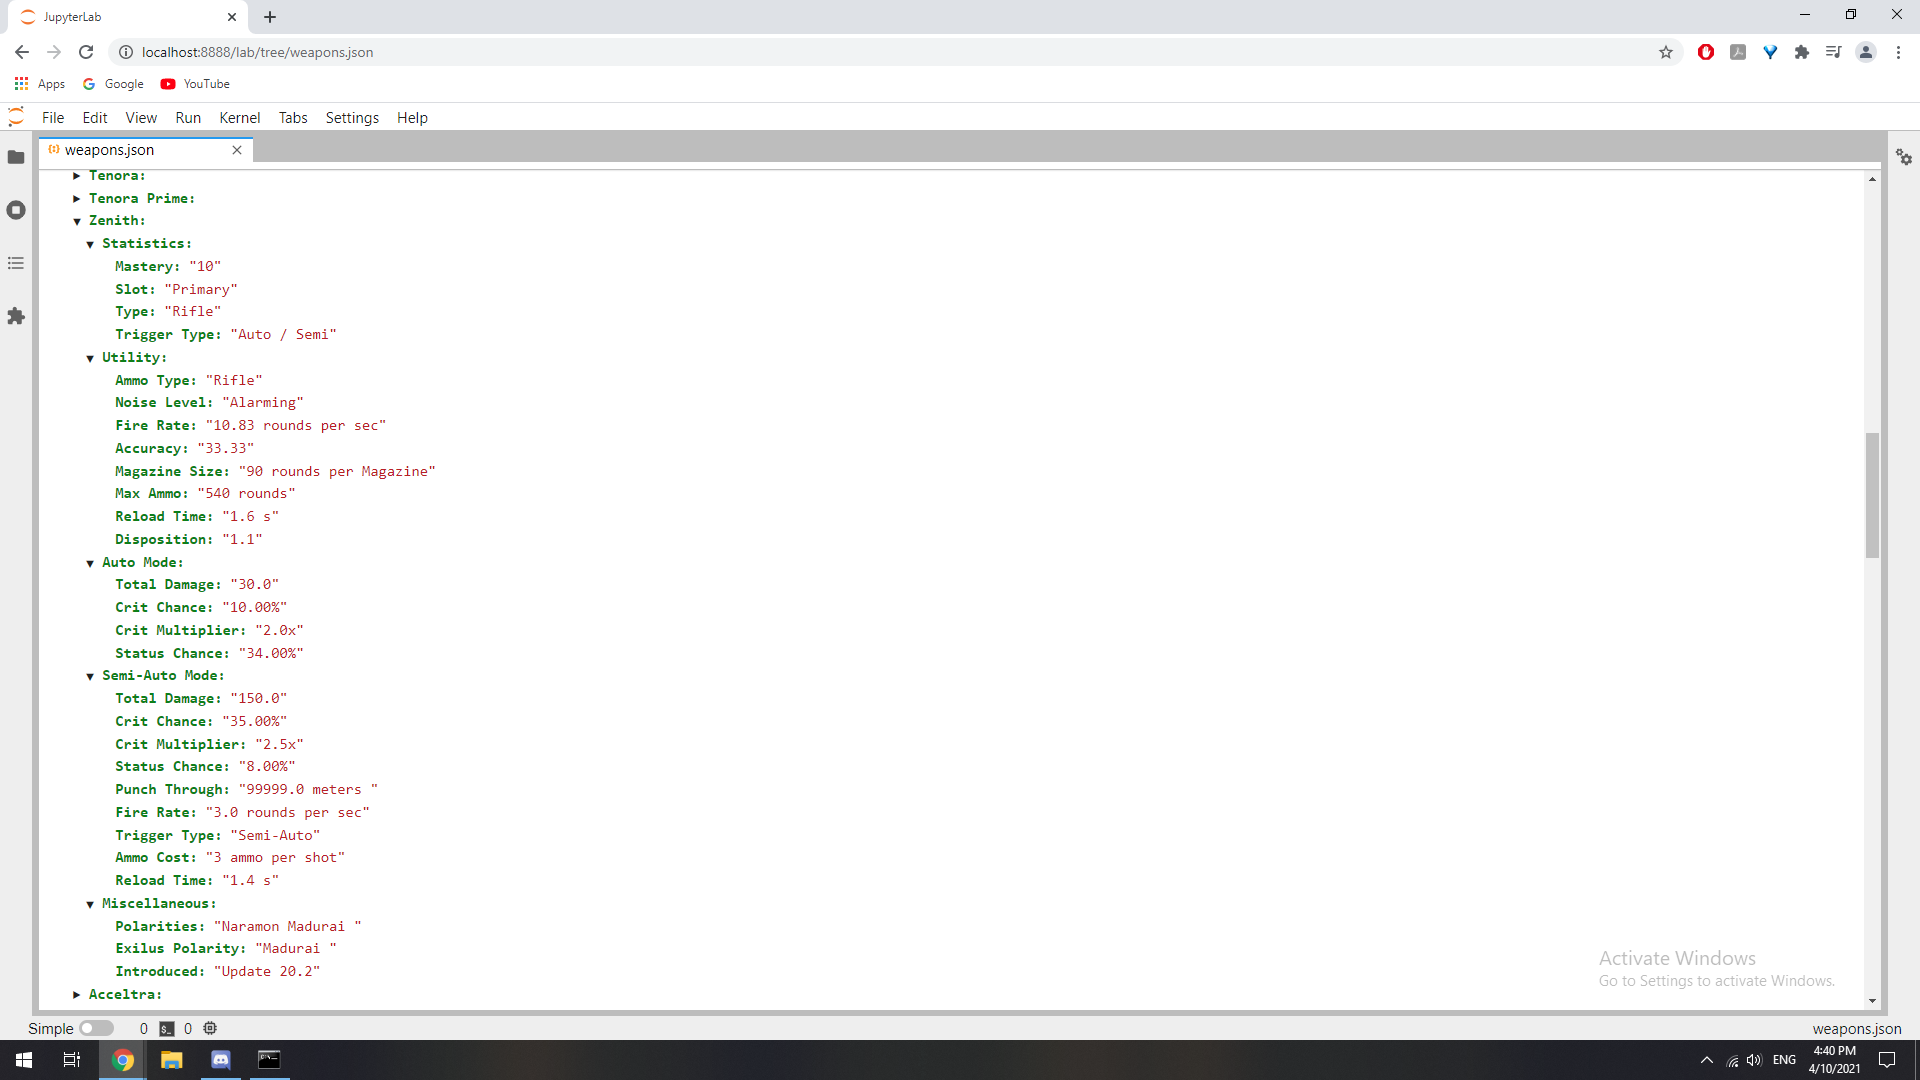 JupyterLab
localhost:8888/lab/tree/weapons.json
Apps Google YouTube
File Edit View Run Kernel Tabs Settings Help
weapons.json
Tenora:
Tenora Prime:
Zenith:
Statistics:
Mastery: "10"
Slot: "Primary"
Type: "Rifle"
Trigger Type: "Auto / Semi"
Utility:
Ammo Type: "Rifle"
Noise Level: "Alarming"
Fire Rate: "10.83 rounds per sec"
Accuracy: "33.33"
Magazine Size: "90 rounds per Magazine"
Max Ammo: "540 rounds"
Reload Time: "1.6 s"
Disposition: "1.1"
Auto Mode:
Total Damage: "30.0"
Crit Chance: "10.00%"
Crit Multiplier: "2.0x"
Status Chance: "34.00%"
Semi-Auto Mode:
Total Damage: "150.0"
Crit Chance: "35.00%"
Crit Multiplier: "2.5x"
Status Chance: "8.00%"
Punch Through: "99999.0 meters "
Fire Rate: "3.0 rounds per sec"
Trigger Type: "Semi-Auto"
Ammo Cost: "3 ammo per shot"
Reload Time: "1.4 s"
Miscellaneous:
Polarities: "Naramon Madurai "
Exilus Polarity: "Madurai "
Introduced: "Update 20.2"
Acceltra:
Activate Windows
Go to Settings to activate Windows.
Simple 0 $_ 0 weapons.json
ENG 4:40 PM
4/10/2021